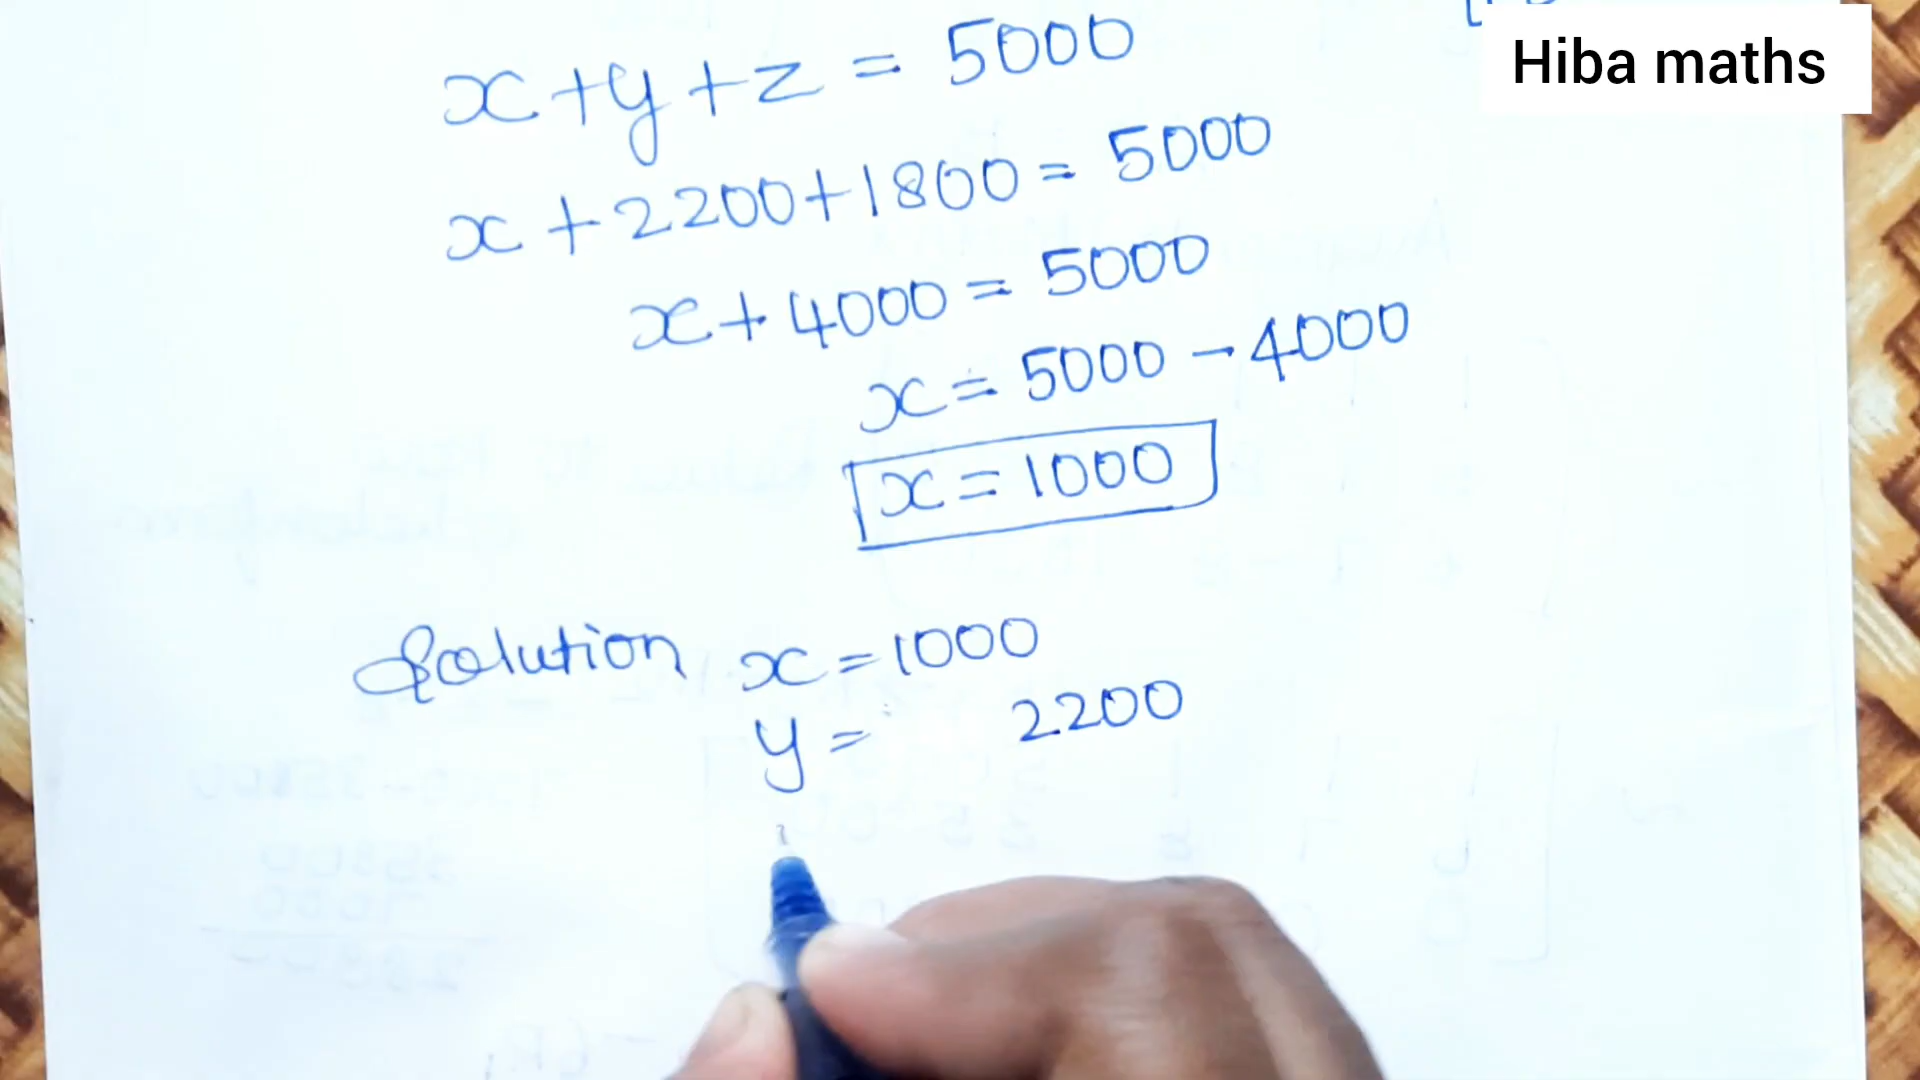 Hiba maths
x+y+z = 5000
x+2200+1800 = 5000
x+4000 = 5000
x = 5000-4000
x = 1000
Solution x = 1000
y = 2200